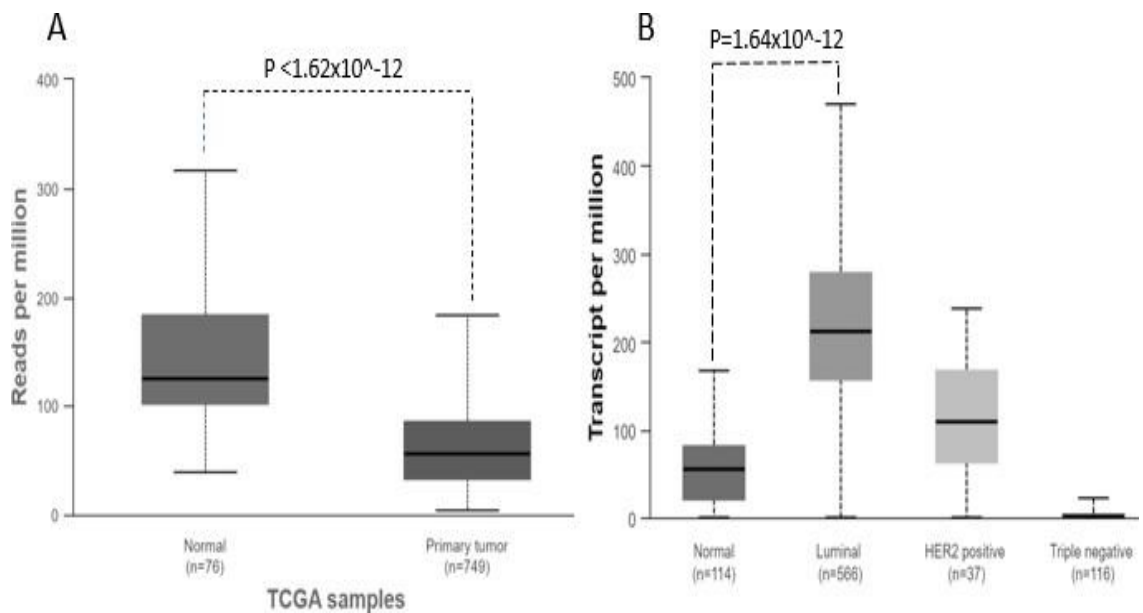 A
P <1.62x10^-12
400
300
200
100
0
Reads per million
Normal
(n=76)
Primary tumor
(n=749)
TCGA samples
B
P=1.64x10^-12
500
400
300
200
100
0
Transcript per million
Normal
(n=114)
Luminal
(n=566)
HER2 positive
(n=37)
Triple negative
(n=116)